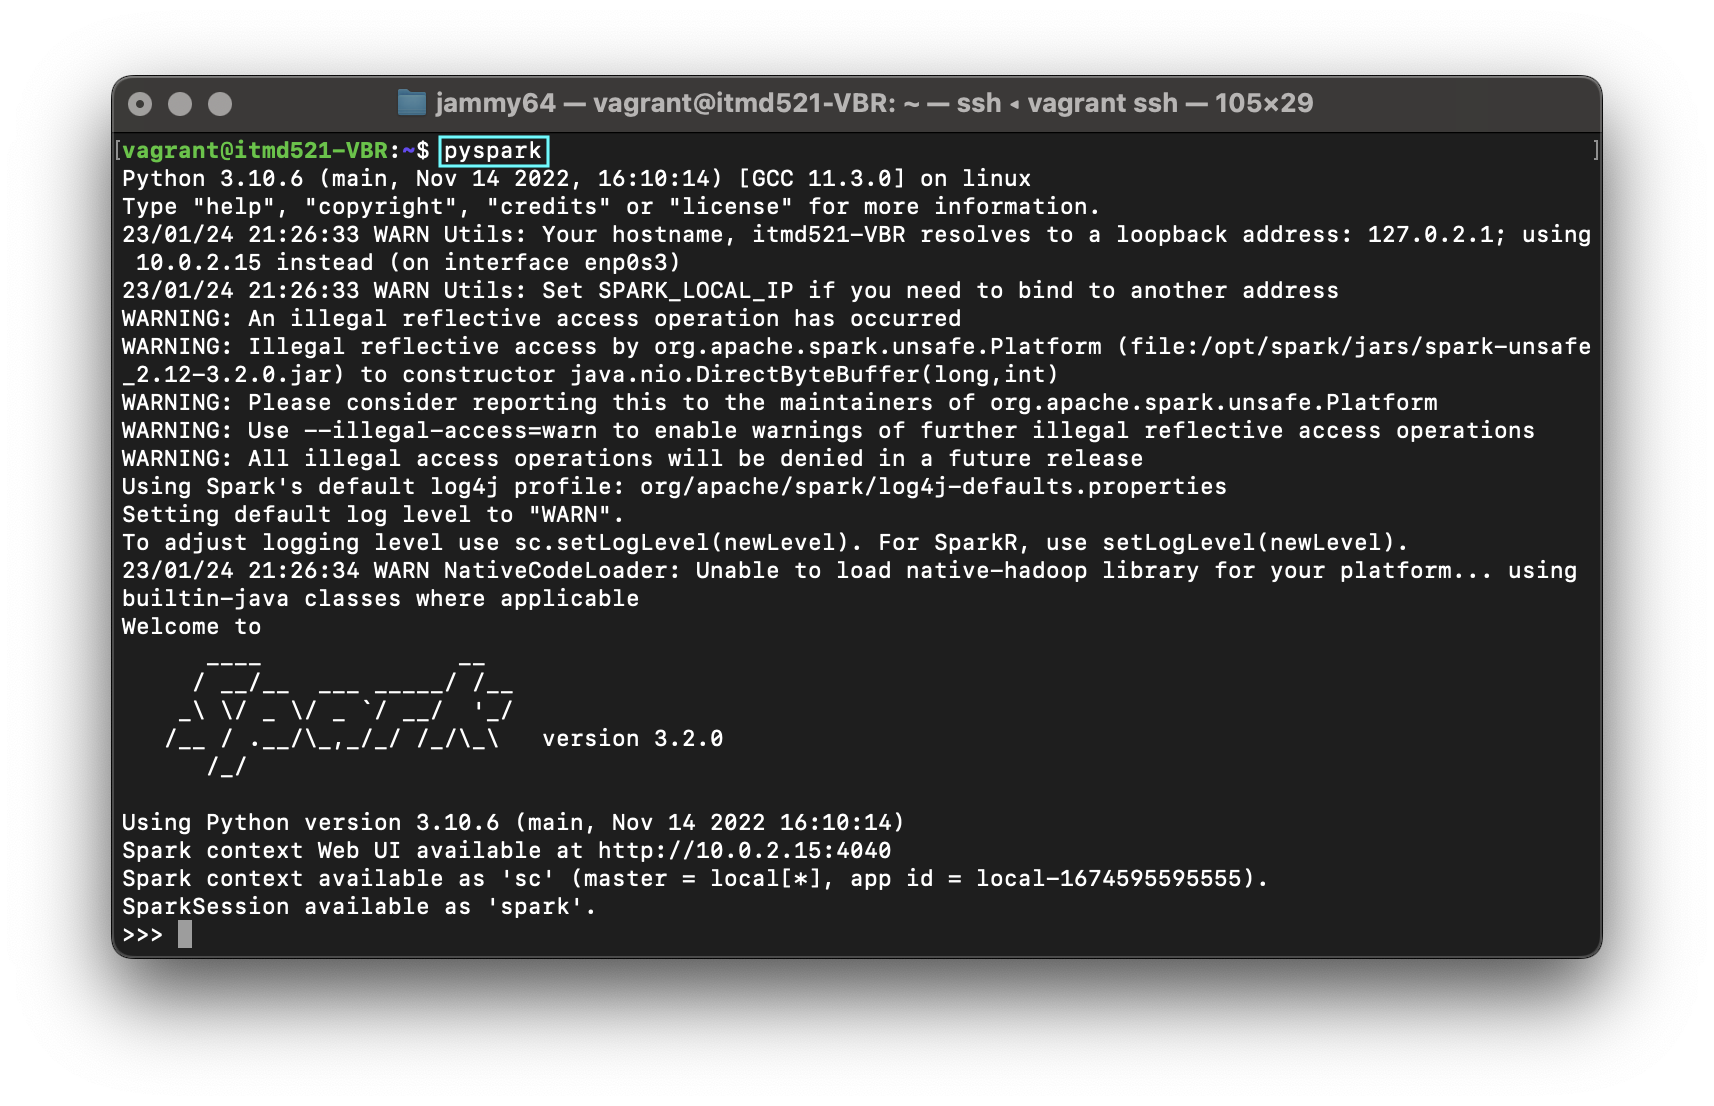 jammy64 — vagrant@itmd521-VBR: ~ — ssh ◂ vagrant ssh — 105×29
[vagrant@itmd521-VBR:~$ pyspark ]
Python 3.10.6 (main, Nov 14 2022, 16:10:14) [GCC 11.3.0] on linux
Type "help", "copyright", "credits" or "license" for more information.
23/01/24 21:26:33 WARN Utils: Your hostname, itmd521-VBR resolves to a loopback address: 127.0.2.1; using
 10.0.2.15 instead (on interface enp0s3)
23/01/24 21:26:33 WARN Utils: Set SPARK_LOCAL_IP if you need to bind to another address
WARNING: An illegal reflective access operation has occurred
WARNING: Illegal reflective access by org.apache.spark.unsafe.Platform (file:/opt/spark/jars/spark-unsafe
_2.12-3.2.0.jar) to constructor java.nio.DirectByteBuffer(long,int)
WARNING: Please consider reporting this to the maintainers of org.apache.spark.unsafe.Platform
WARNING: Use --illegal-access=warn to enable warnings of further illegal reflective access operations
WARNING: All illegal access operations will be denied in a future release
Using Spark's default log4j profile: org/apache/spark/log4j-defaults.properties
Setting default log level to "WARN".
To adjust logging level use sc.setLogLevel(newLevel). For SparkR, use setLogLevel(newLevel).
23/01/24 21:26:34 WARN NativeCodeLoader: Unable to load native-hadoop library for your platform... using
builtin-java classes where applicable
Welcome to
      ____              __
     / __/__  ___ _____/ /__
    _\ \/ _ \/ _ `/ __/  '_/
   /__ / .__/\_,_/_/ /_/\_\   version 3.2.0
      /_/
Using Python version 3.10.6 (main, Nov 14 2022 16:10:14)
Spark context Web UI available at http://10.0.2.15:4040
Spark context available as 'sc' (master = local[*], app id = local-1674595595555).
SparkSession available as 'spark'.
>>>